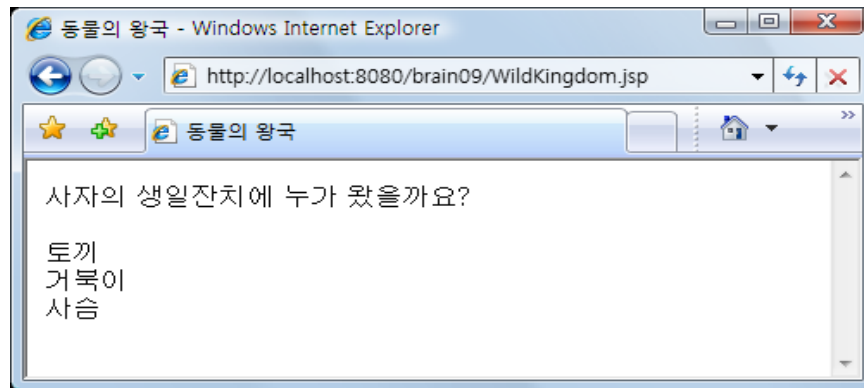 동물의 왕국 - Windows Internet Explorer
http://localhost:8080/brain09/WildKingdom.jsp
동물의 왕국
사자의 생일잔치에 누가 왔을까요?
토끼
거북이
사슴